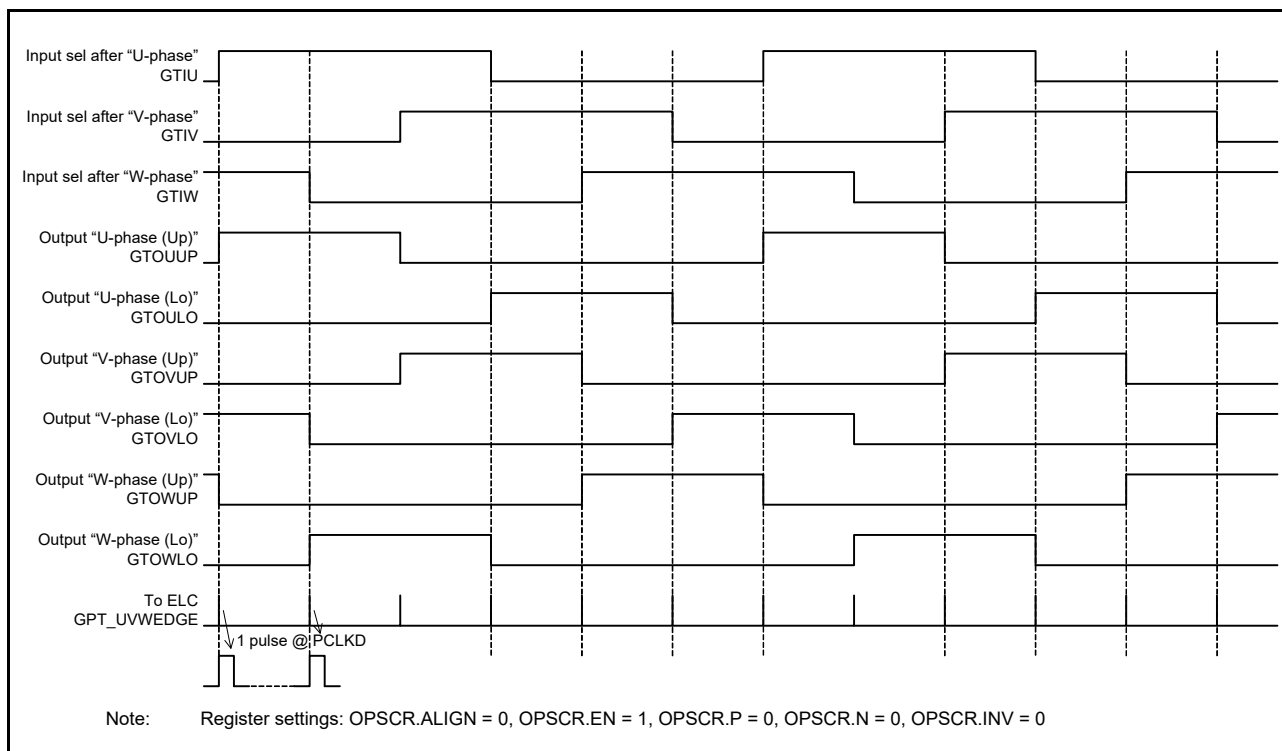 Input sel after “U-phase”
GTIU
Input sel after “V-phase”
GTIV
Input sel after “W-phase”
GTIW
Output “U-phase (Up)”
GTOUUP
Output “U-phase (Lo)”
GTOULO
Output “V-phase (Up)”
GTOVUP
Output “V-phase (Lo)”
GTOVLO
Output “W-phase (Up)”
GTOWUP
Output “W-phase (Lo)”
GTOWLO
To ELC
GPT_UVWEDGE
1 pulse @ PCLKD
Note: Register settings: OPSCR.ALIGN = 0, OPSCR.EN = 1, OPSCR.P = 0, OPSCR.N = 0, OPSCR.INV = 0